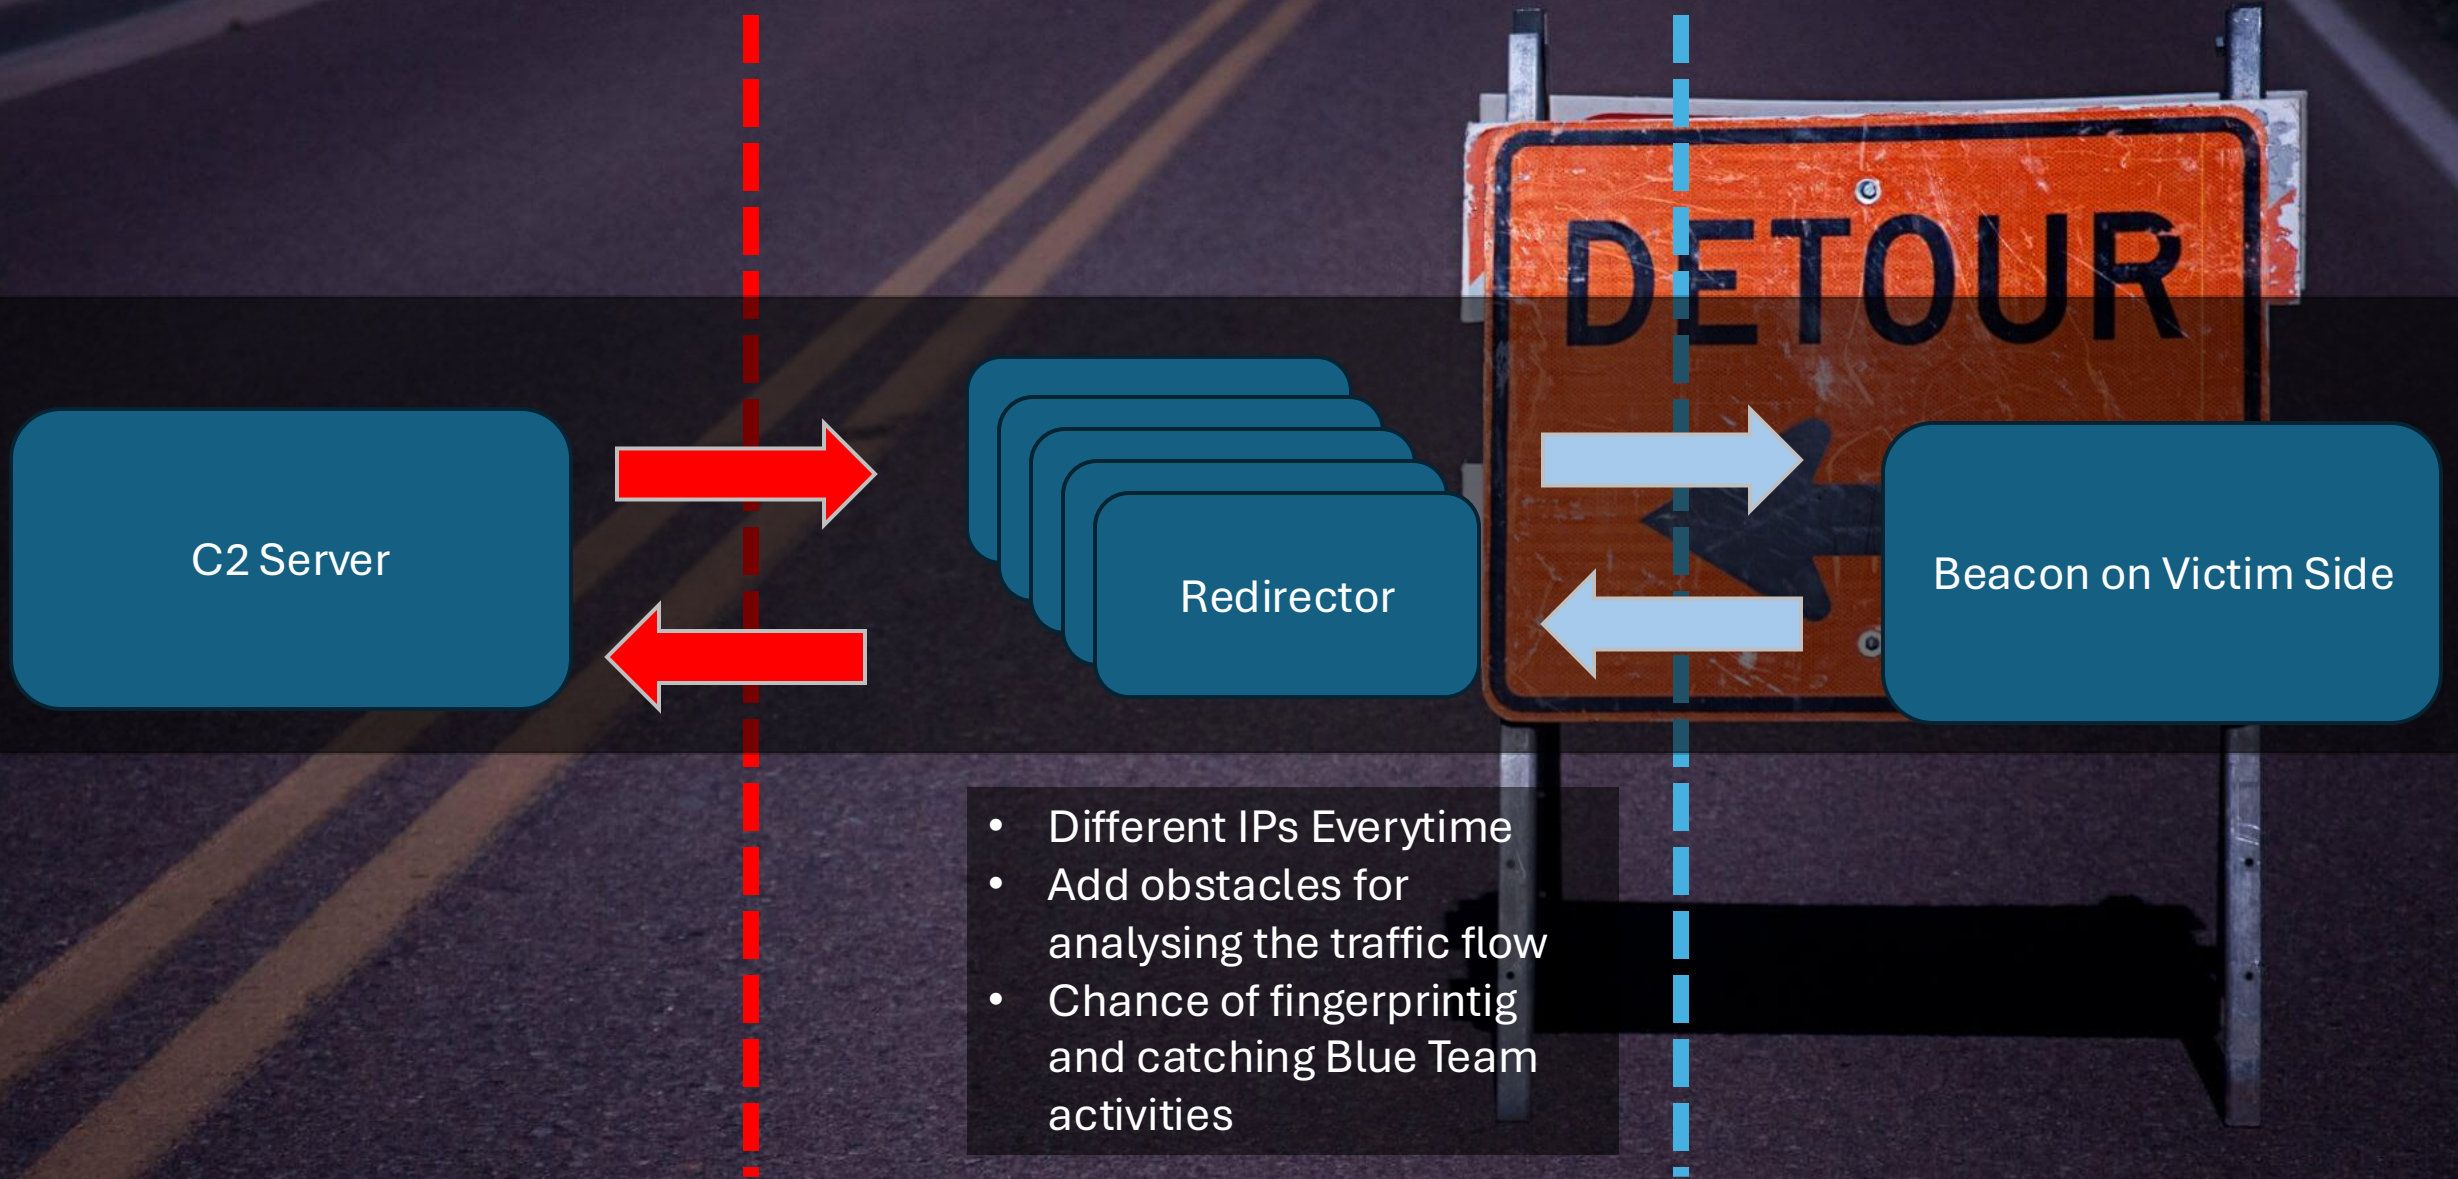 DETOUR
C2 Server
Redirector
Beacon on Victim Side
• Different IPs Everytime
• Add obstacles for
analysing the traffic flow
• Chance of fingerprintig
and catching Blue Team
activities